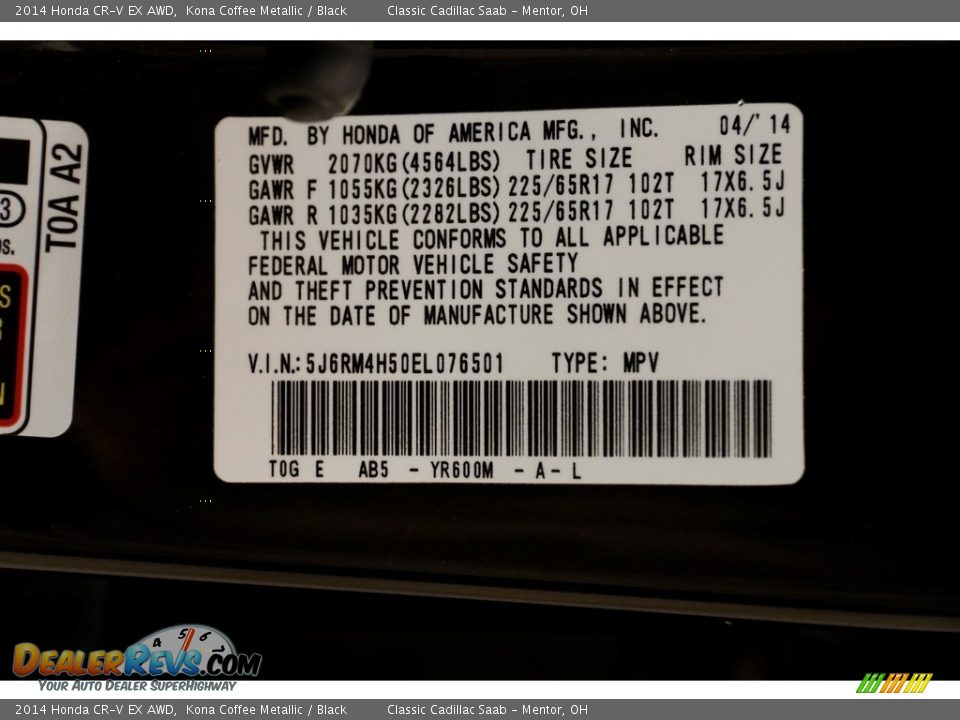 2014 Honda CR-V EX AWD, Kona Coffee Metallic / Black Classic Cadillac Saab - Mentor, OH
T0A A2
3
S
N
MFD. BY HONDA OF AMERICA MFG., INC. 04/'14
GVWR 2070KG(4564LBS) TIRE SIZE RIM SIZE
GAWR F 1055KG(2326LBS) 225/65R17 102T 17X6.5J
GAWR R 1035KG(2282LBS) 225/65R17 102T 17X6.5J
THIS VEHICLE CONFORMS TO ALL APPLICABLE
FEDERAL MOTOR VEHICLE SAFETY
AND THEFT PREVENTION STANDARDS IN EFFECT
ON THE DATE OF MANUFACTURE SHOWN ABOVE.
V.I.N.: 5J6RM4H50EL076501 TYPE: MPV
T0G E AB5 - YR600M - A - L
4 5 6 7
DEALERREVS.COM
YOUR AUTO DEALER SUPERHIGHWAY
2014 Honda CR-V EX AWD, Kona Coffee Metallic / Black Classic Cadillac Saab - Mentor, OH